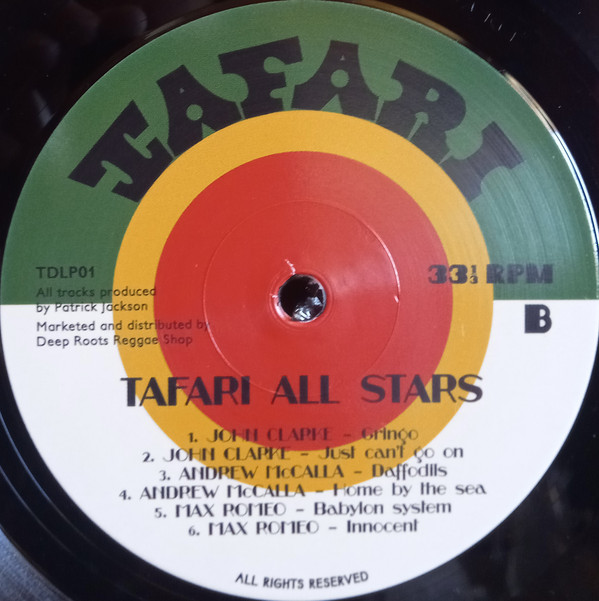 TAFARI
TDLP01
33⅓ RPM
All tracks produced
by Patrick Jackson
B
Marketed and distributed by
Deep Roots Reggae Shop
TAFARI ALL STARS
1. JOHN CLARKE – Gringo
2. JOHN CLARKE – Just can't go on
3. ANDREW McCALLA – Daffodils
4. ANDREW McCALLA – Home by the sea
5. MAX ROMEO – Babylon system
6. MAX ROMEO – Innocent
ALL RIGHTS RESERVED